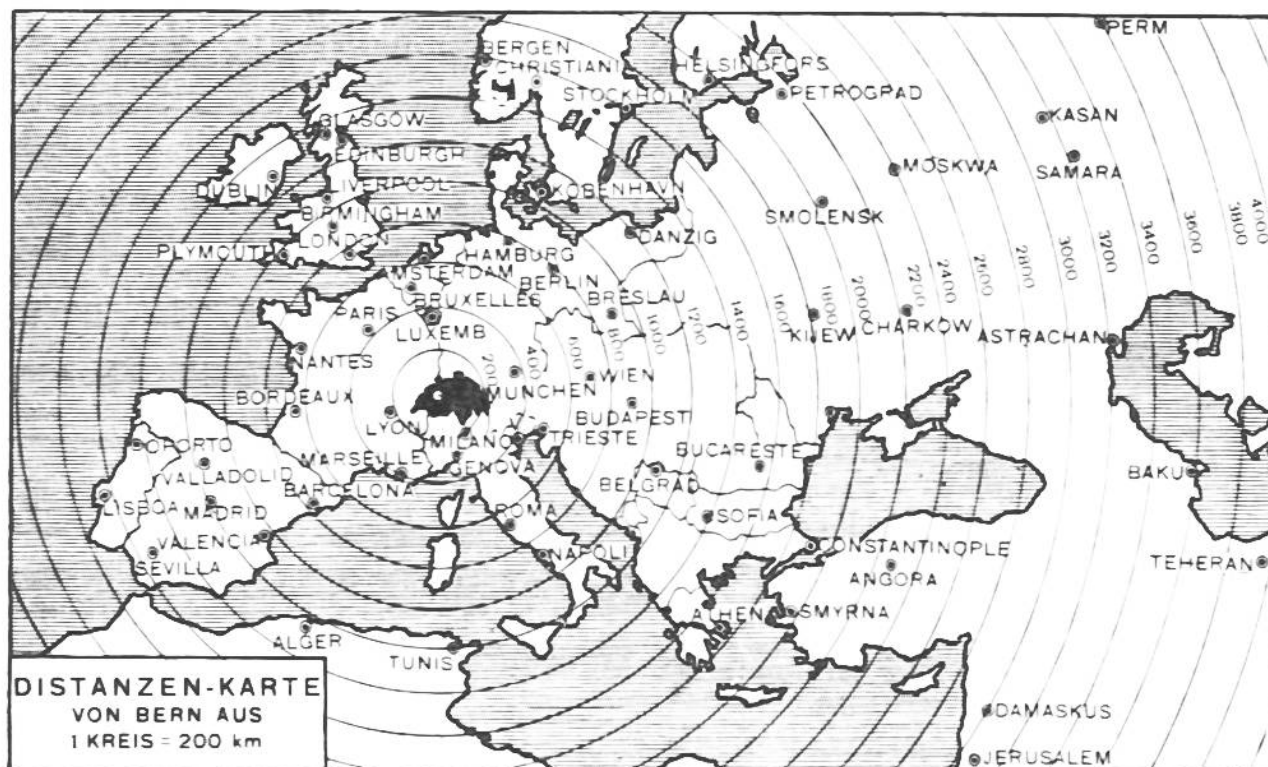 PERM
BERGEN
CHRISTIANI
HELSINGFORS
STOCKHOLM
PETROGRAD
KASAN
GLASGOW
EDINBURGH
MOSKWA
SAMARA
DUBLIN
LIVERPOOL
KOBENHAVN
BIRMINGHAM
SMOLENSK
LONDON
DANZIG
PLYMOUTH
HAMBURG
AMSTERDAM
BERLIN
BRUXELLES
BRESLAU
PARIS
LUXEMB
KIJEW
CHARKOW
ASTRACHAN
200
400
600
800
1000
1200
1400
1600
1800
2000
2200
2400
2600
2800
3000
3200
3400
3600
3800
4000
NANTES
MÜNCHEN
WIEN
BORDEAUX
LYON
BUDAPEST
MILANO
TRIESTE
OPORTO
MARSEILLE
GENOVA
BUCARESTE
VALLADOLID
BARCELONA
BELGRAD
BAKU
LISBOA
MADRID
ROMA
SOFIA
VALENCIA
NAPOLI
CONSTANTINOPLE
SEVILLA
ANGORA
TEHERAN
ATHEN
SMYRNA
ALGER
TUNIS
DISTANZEN-KARTE
VON BERN AUS
1 KREIS = 200 km
DAMASKUS
JERUSALEM